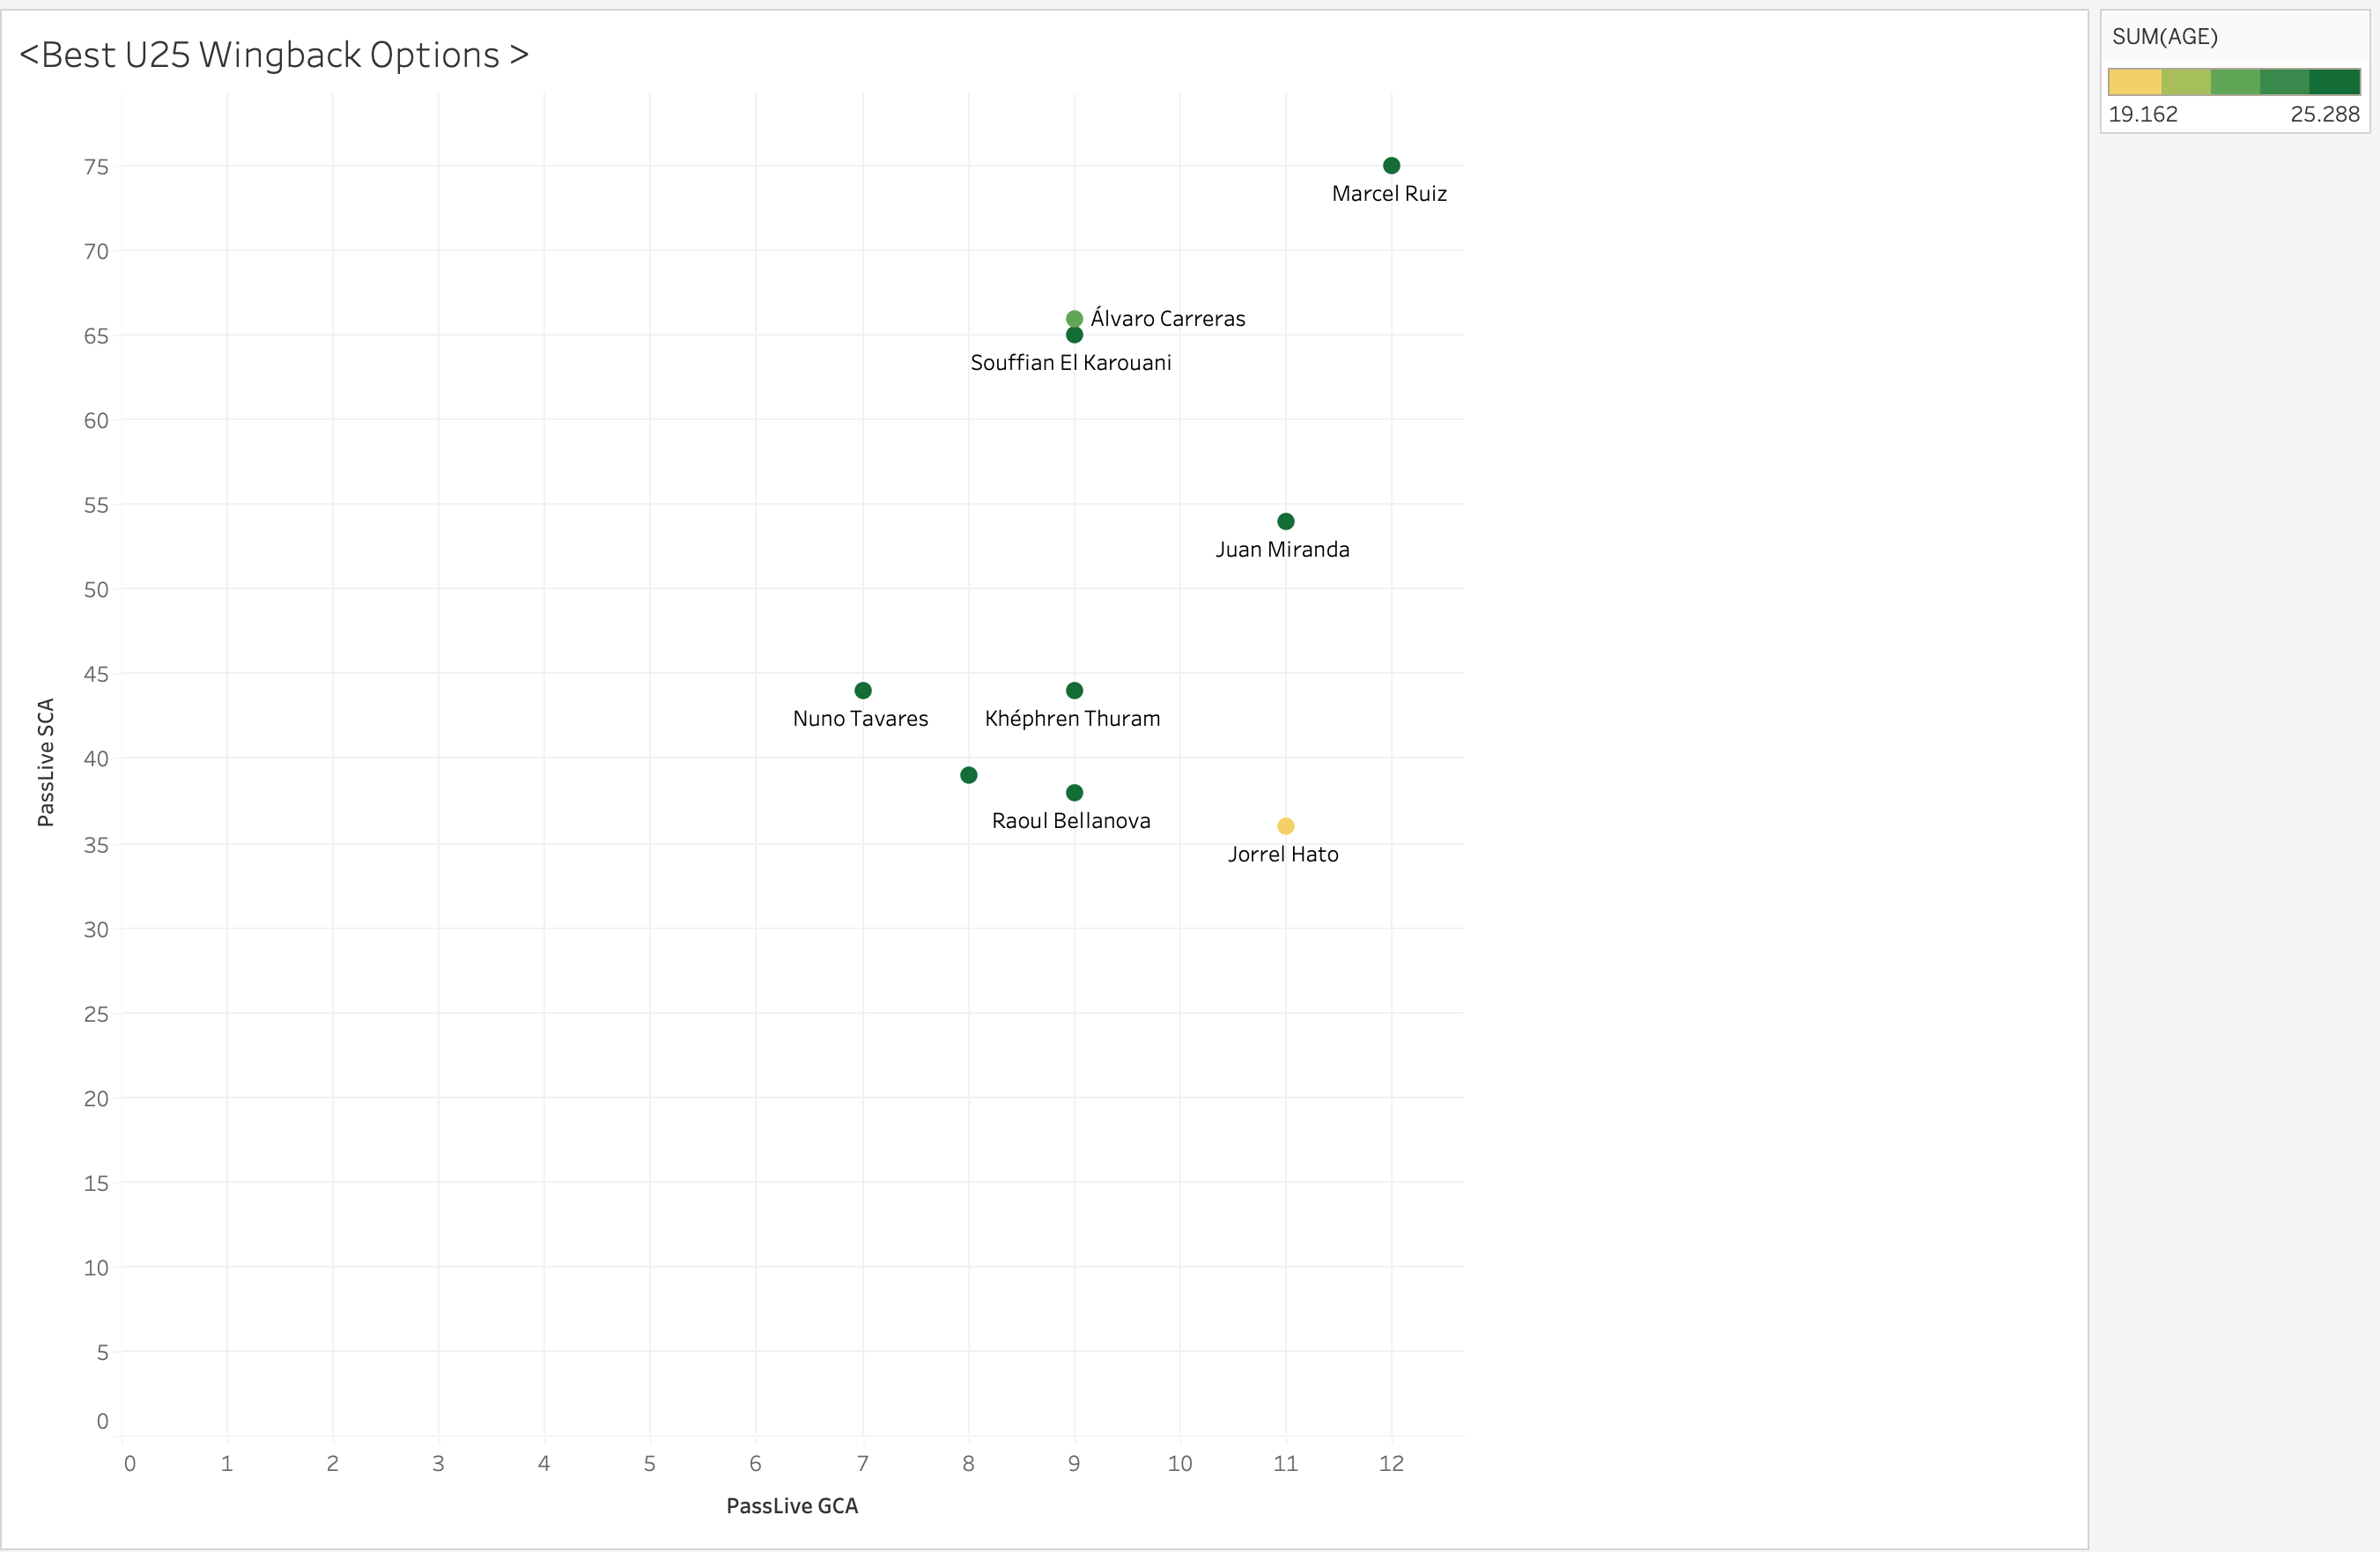 <Best U25 Wingback Options >
SUM(AGE)
19.162 25.288
75
Marcel Ruiz
70
Álvaro Carreras
65
Souffian El Karouani
60
55
Juan Miranda
50
45
Nuno Tavares Khéphren Thuram
40
Raoul Bellanova
35
Jorrel Hato
30
25
20
15
10
5
0
PassLive SCA
0 1 2 3 4 5 6 7 8 9 10 11 12
PassLive GCA